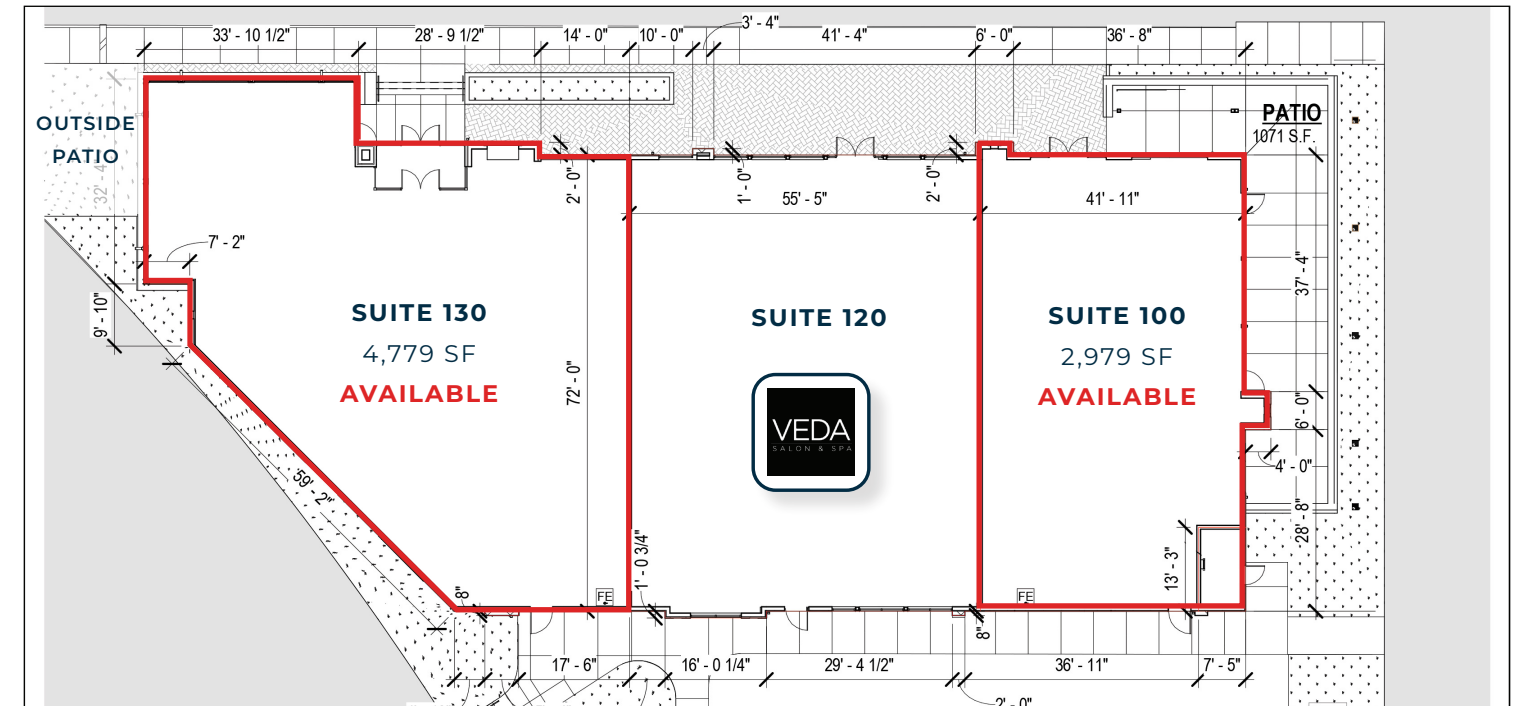 33' - 10 1/2"
28' - 9 1/2"
14' - 0"
10' - 0"
3' - 4"
41' - 4"
6' - 0"
36' - 8"
OUTSIDE
PATIO
PATIO
1071 S.F.
32' - 4"
2' - 0"
1' - 0"
2' - 0"
55' - 5"
41' - 11"
7' - 2"
9' - 10"
37' - 4"
SUITE 130
4,779 SF
AVAILABLE
72' - 0"
SUITE 120
VEDA
SALON & SPA
SUITE 100
2,979 SF
AVAILABLE
6' - 0"
4' - 0"
59' - 2"
28' - 8"
1' - 0 3/4"
13' - 3"
8"
FE
FE
8"
17' - 6"
16' - 0 1/4"
29' - 4 1/2"
36' - 11"
7' - 5"
2' - 0"